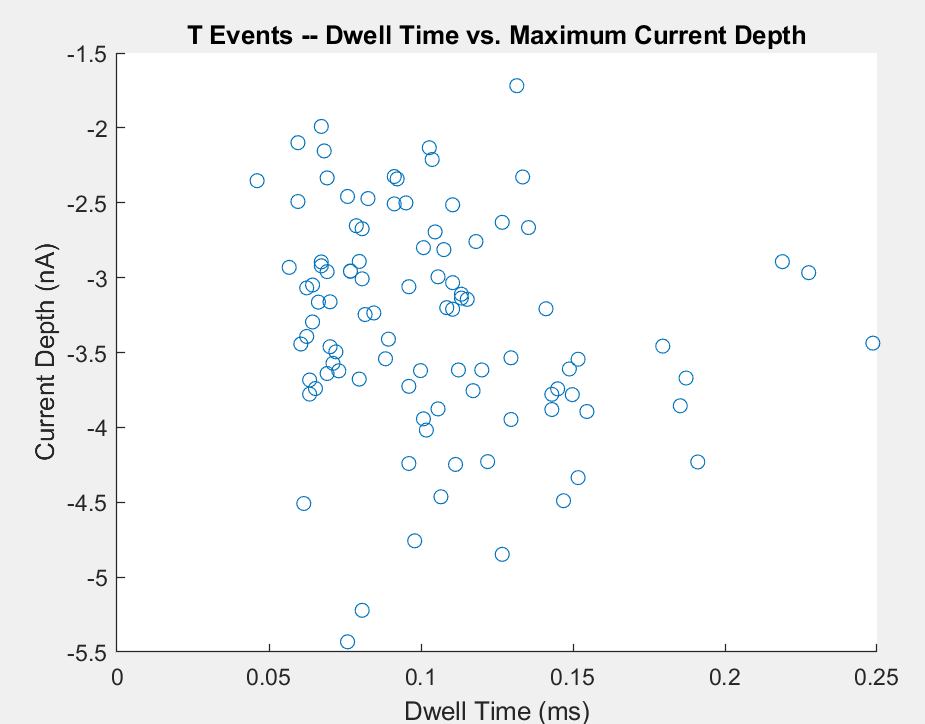 T Events -- Dwell Time vs. Maximum Current Depth
-1.5
-2
-2.5
-3
-3.5
-4
-4.5
-5
-5.5
Current Depth (nA)
0 0.05 0.1 0.15 0.2 0.25
Dwell Time (ms)